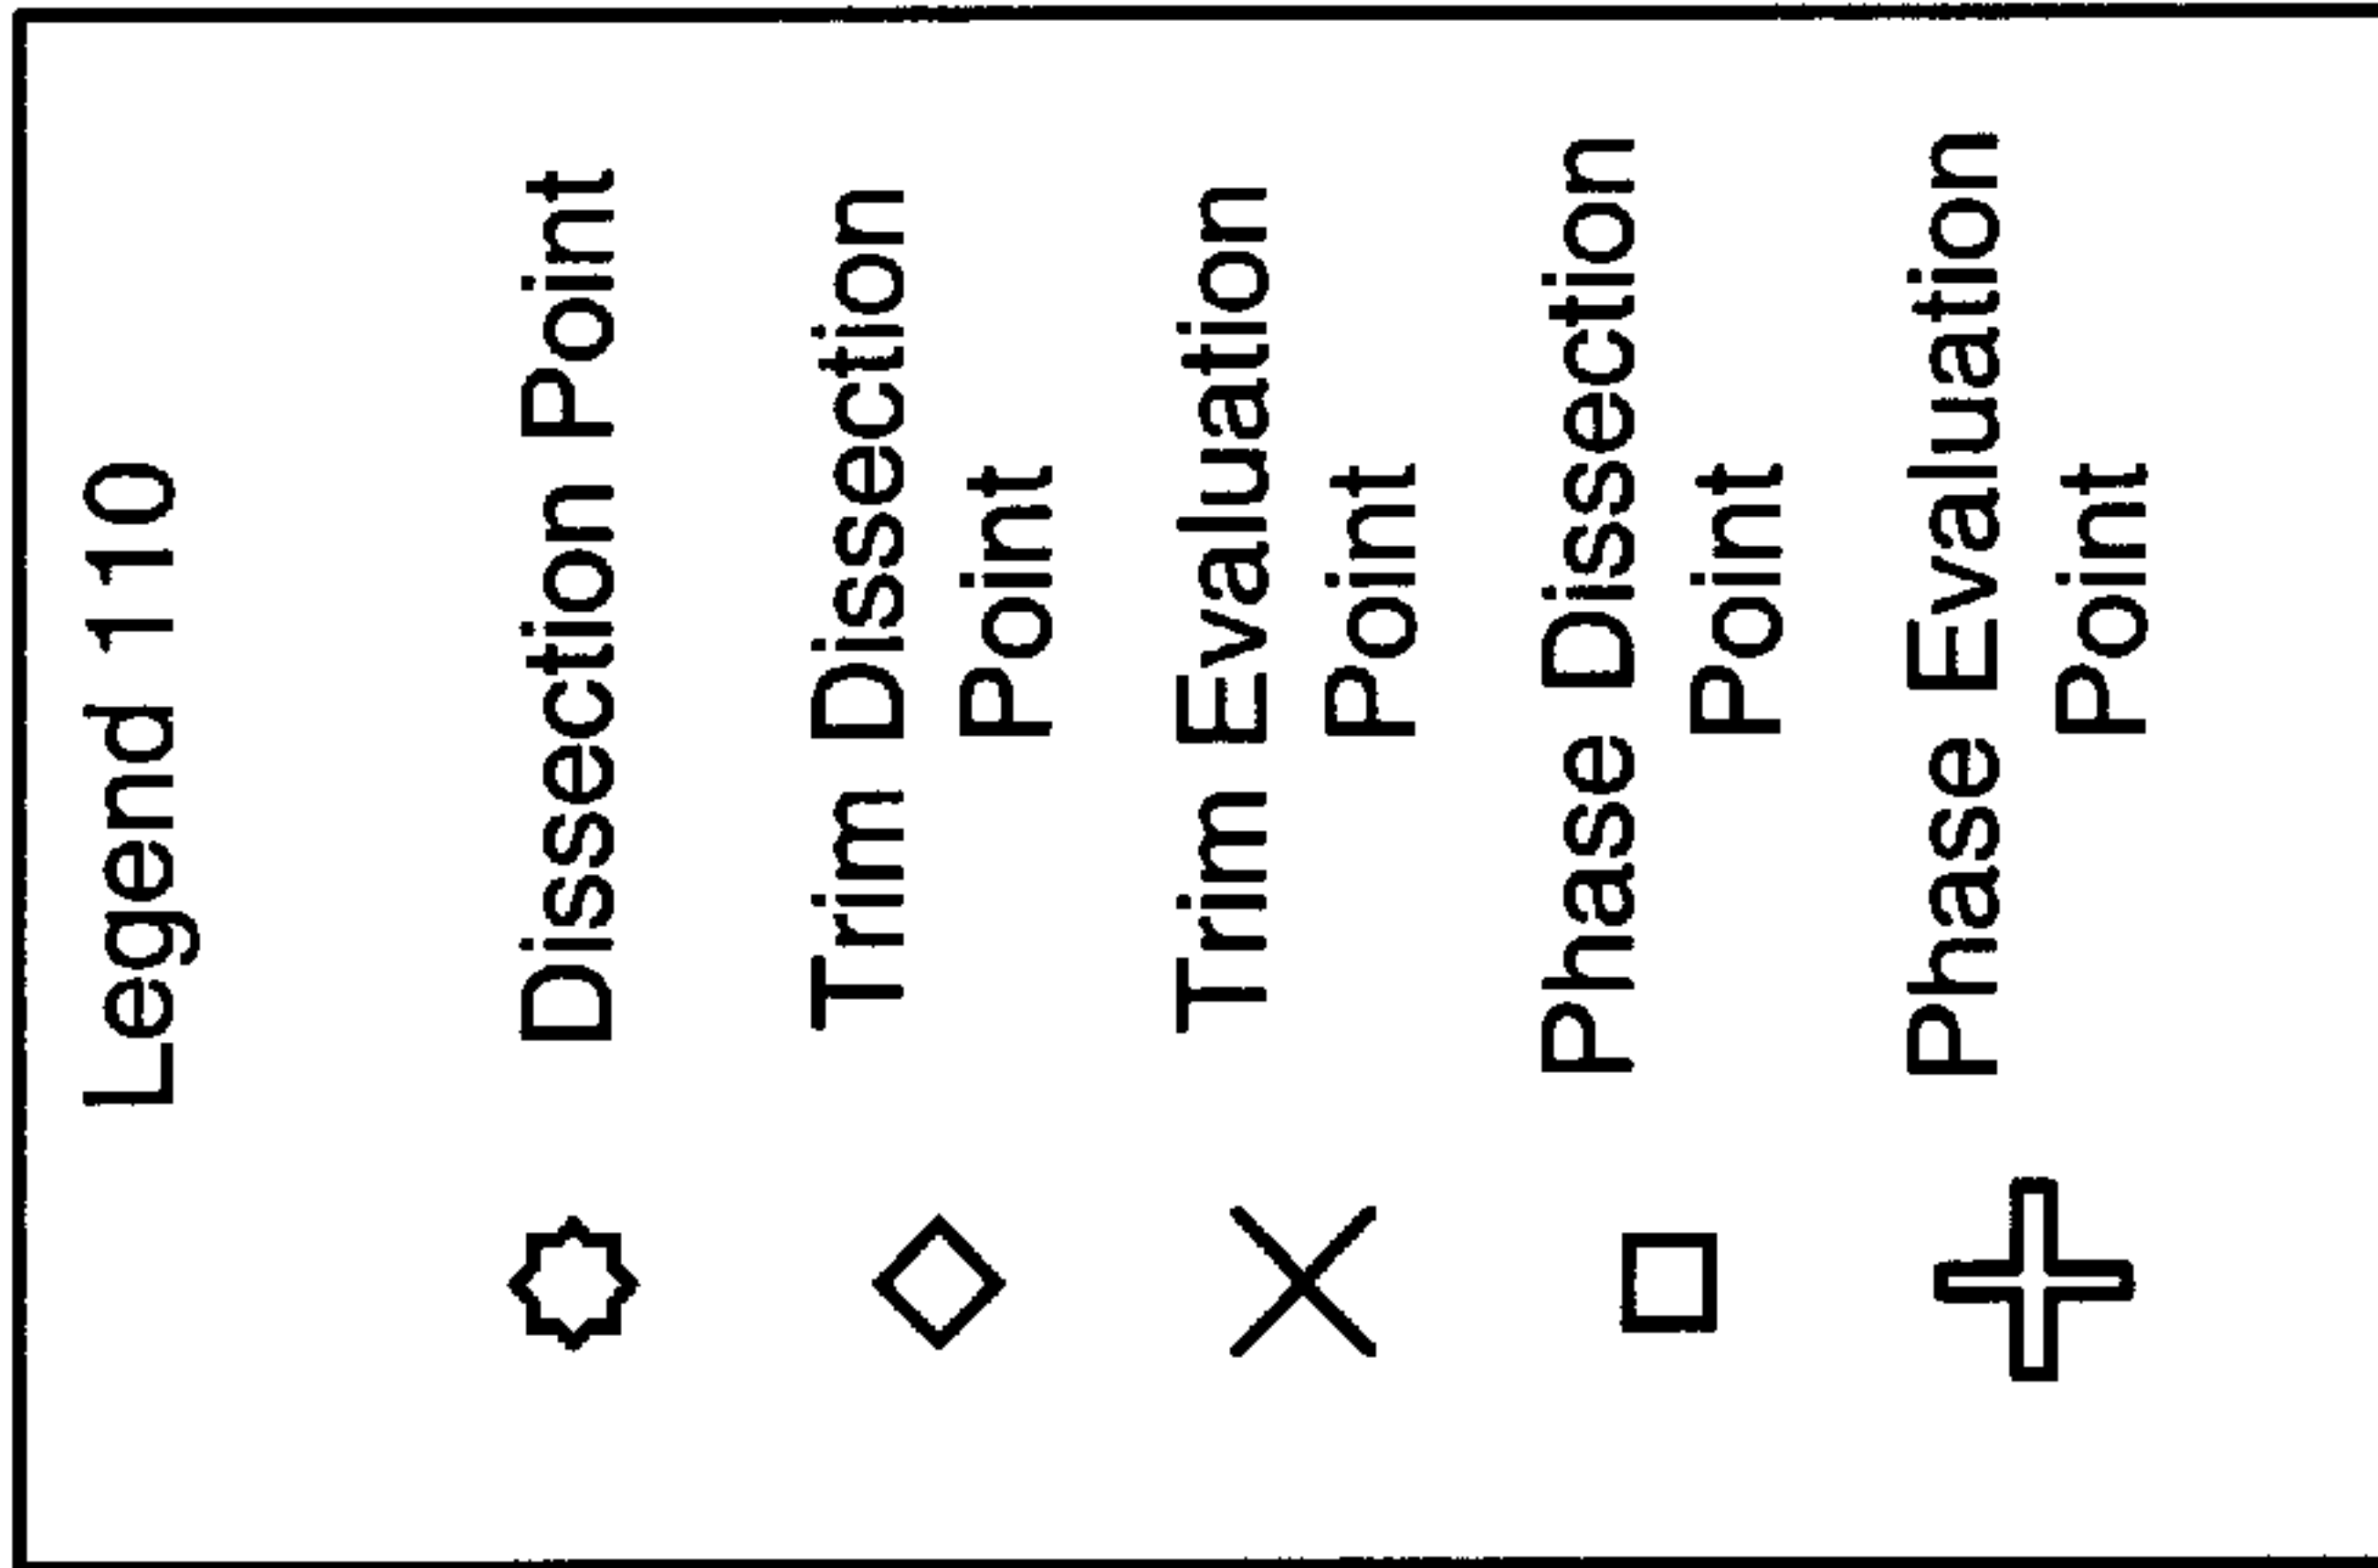 Legend 110
Dissection Point
Trim Dissection
Point
Trim Evaluation
Point
Phase Dissection
Point
Phase Evaluation
Point